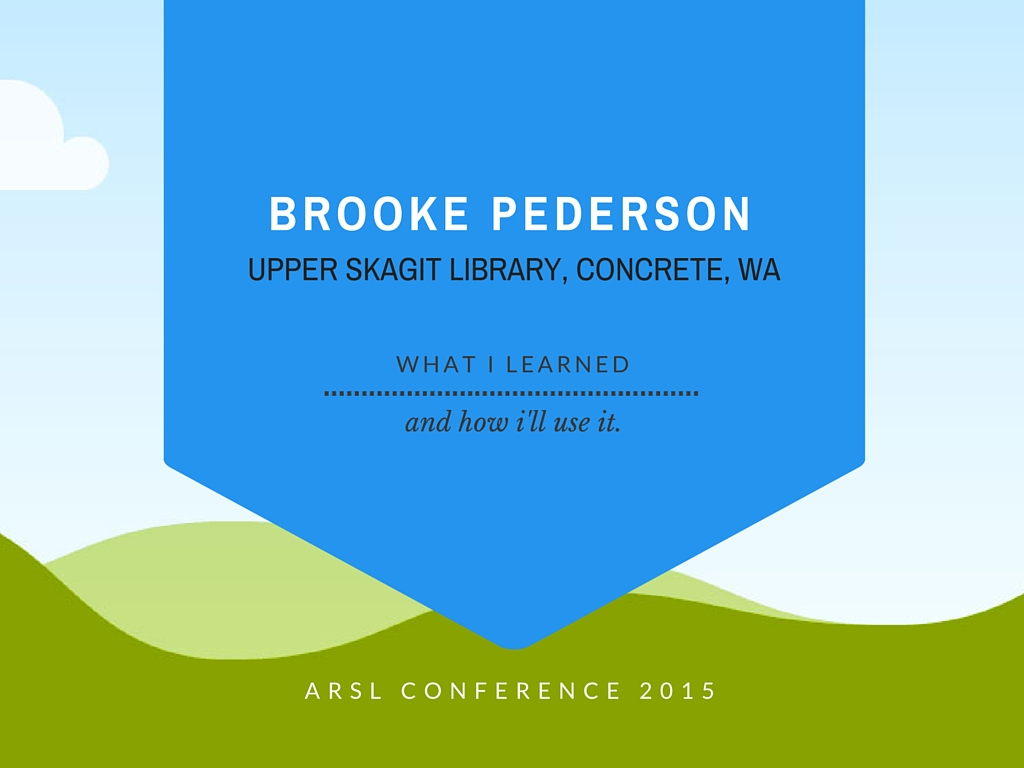 BROOKE PEDERSON
UPPER SKAGIT LIBRARY, CONCRETE, WA
WHAT I LEARNED
and how i'll use it.
ARSL CONFERENCE 2015